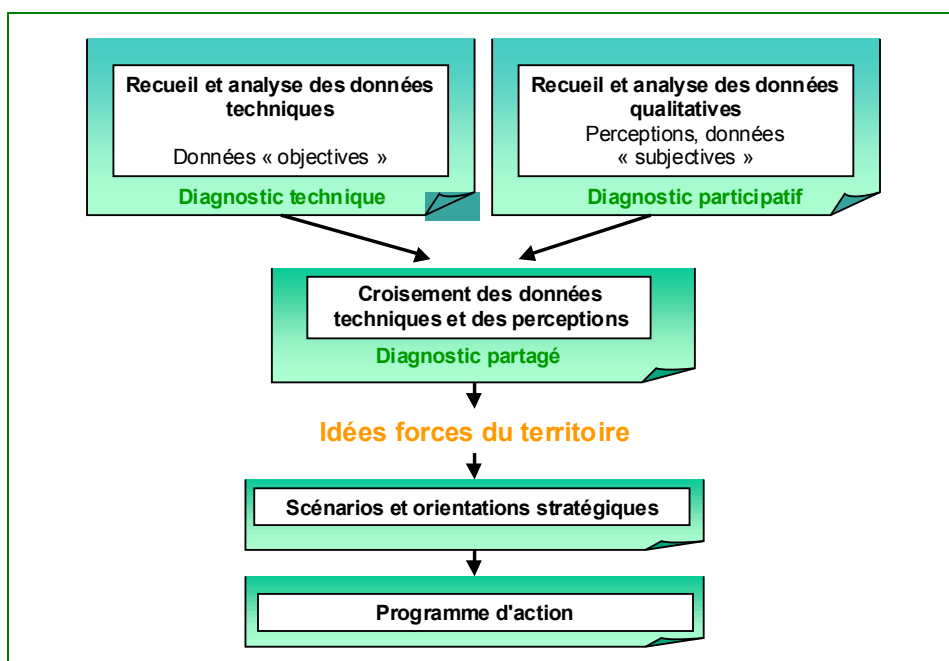 Recueil et analyse des données
techniques
Données « objectives »
Diagnostic technique
Recueil et analyse des données
qualitatives
Perceptions, données
« subjectives »
Diagnostic participatif
Croisement des données
techniques et des perceptions
Diagnostic partagé
Idées forces du territoire
Scénarios et orientations stratégiques
Programme d'action